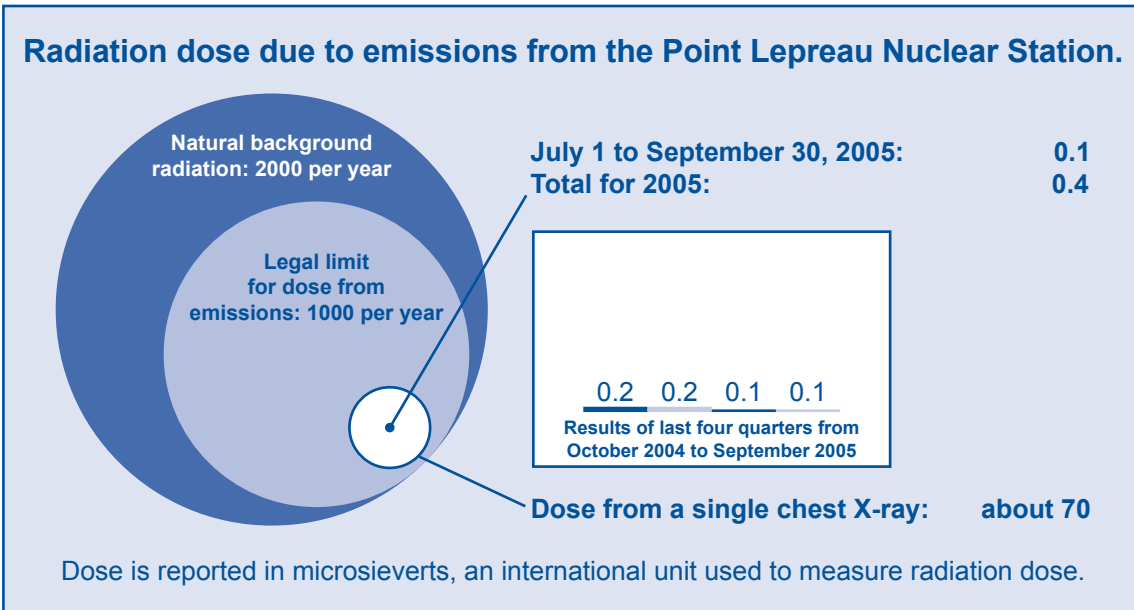 Radiation dose due to emissions from the Point Lepreau Nuclear Station.
Natural background
radiation: 2000 per year
Legal limit
for dose from
emissions: 1000 per year
July 1 to September 30, 2005: 0.1
Total for 2005: 0.4
0.2 0.2 0.1 0.1
Results of last four quarters from
October 2004 to September 2005
Dose from a single chest X-ray: about 70
Dose is reported in microsieverts, an international unit used to measure radiation dose.